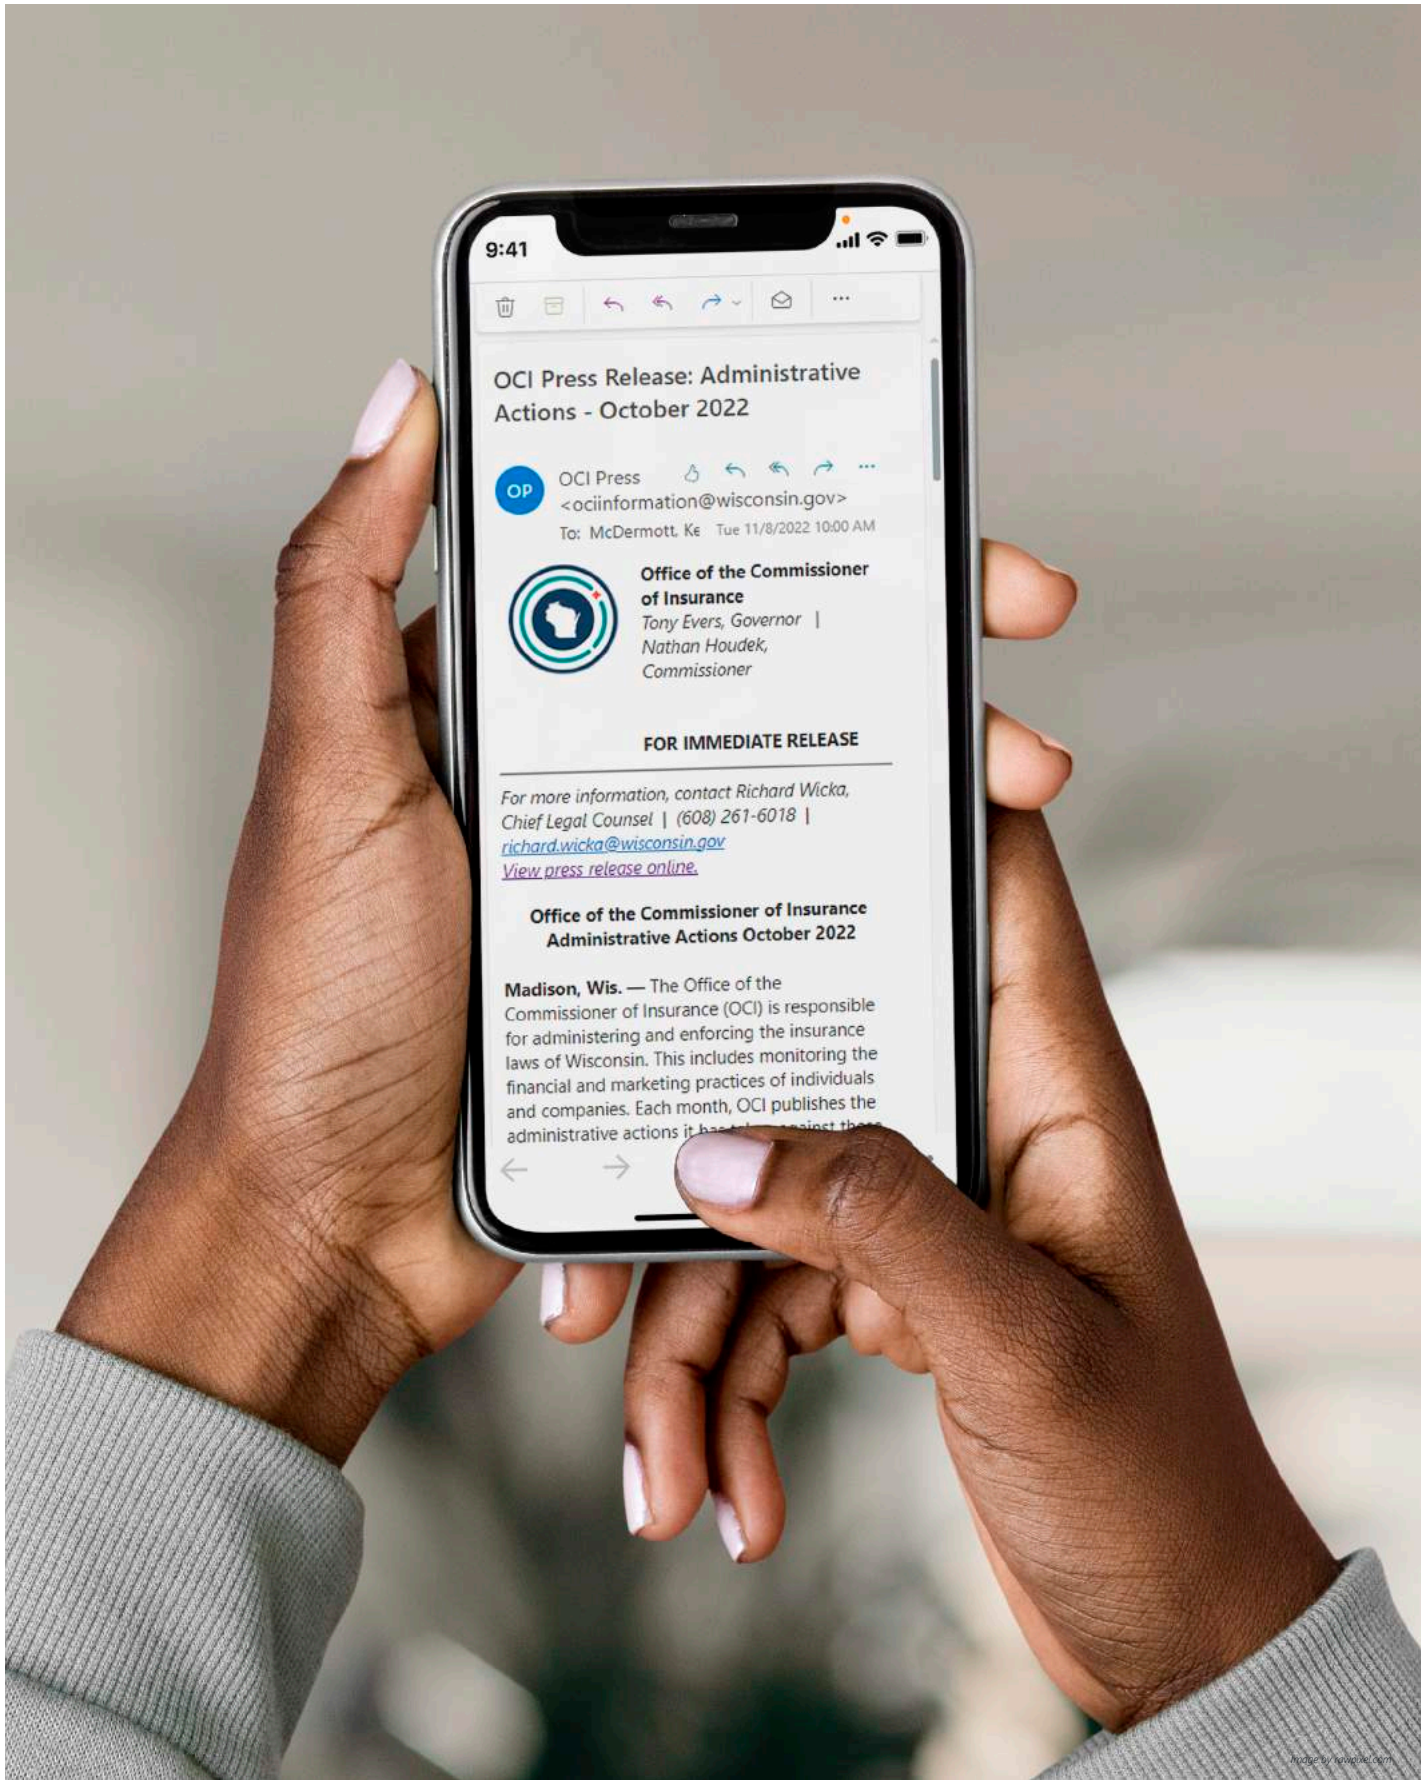 9:41
OCI Press Release: Administrative
Actions - October 2022
OP
OCI Press
<ociinformation@wisconsin.gov>
To: McDermott, Ke Tue 11/8/2022 10:00 AM
Office of the Commissioner
of Insurance
Tony Evers, Governor |
Nathan Houdek,
Commissioner
FOR IMMEDIATE RELEASE
For more information, contact Richard Wicka,
Chief Legal Counsel | (608) 261-6018 |
richard.wicka@wisconsin.gov
View press release online.
Office of the Commissioner of Insurance
Administrative Actions October 2022
Madison, Wis. — The Office of the
Commissioner of Insurance (OCI) is responsible
for administering and enforcing the insurance
laws of Wisconsin. This includes monitoring the
financial and marketing practices of individuals
and companies. Each month, OCI publishes the
administrative actions it
Image by rawpixel.com